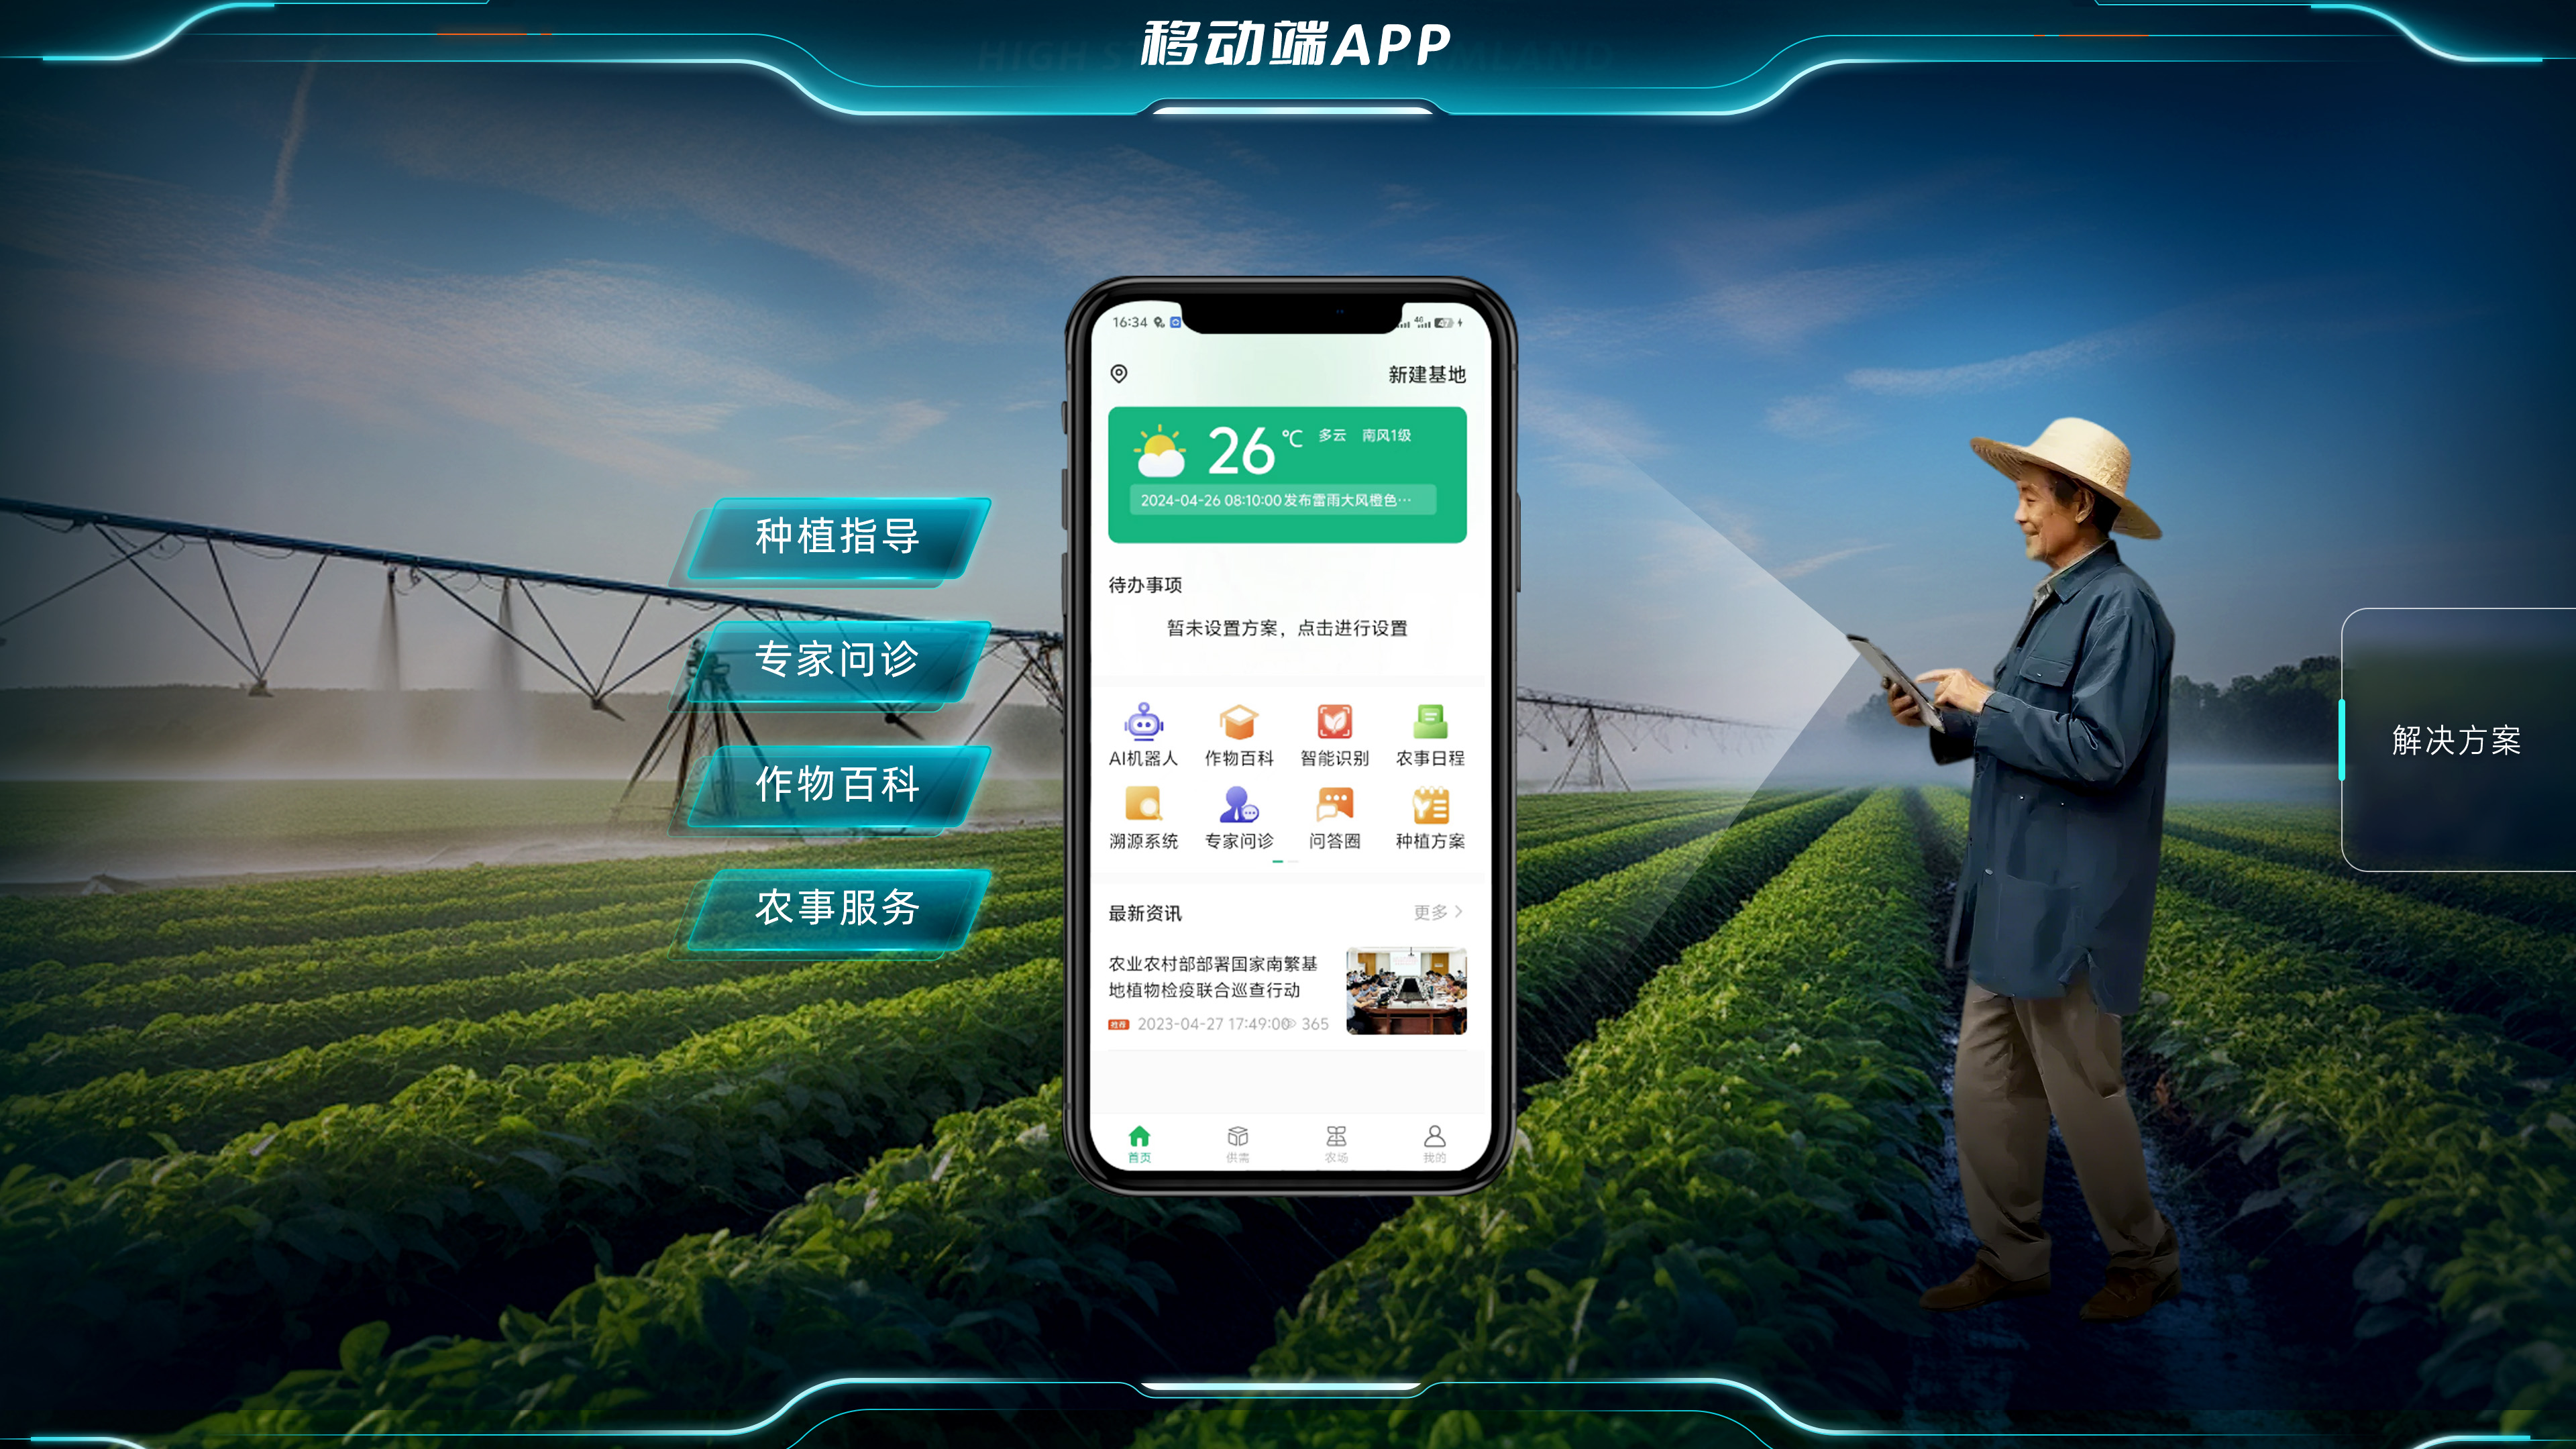 移动端APP
种植指导
专家问诊
作物百科
农事服务
16:34
4G
47
新建基地
26℃ 多云 南风1级
2024-04-26 08:10:00发布雷雨大风橙色···
待办事项
暂未设置方案，点击进行设置
AI机器人 作物百科 智能识别 农事日程
溯源系统 专家问诊 问答圈 种植方案
最新资讯 更多
农业农村部部署国家南繁基
地植物检疫联合巡查行动
推荐 2023-04-27 17:49:00 365
首页 供需 农场 我的
解决方案